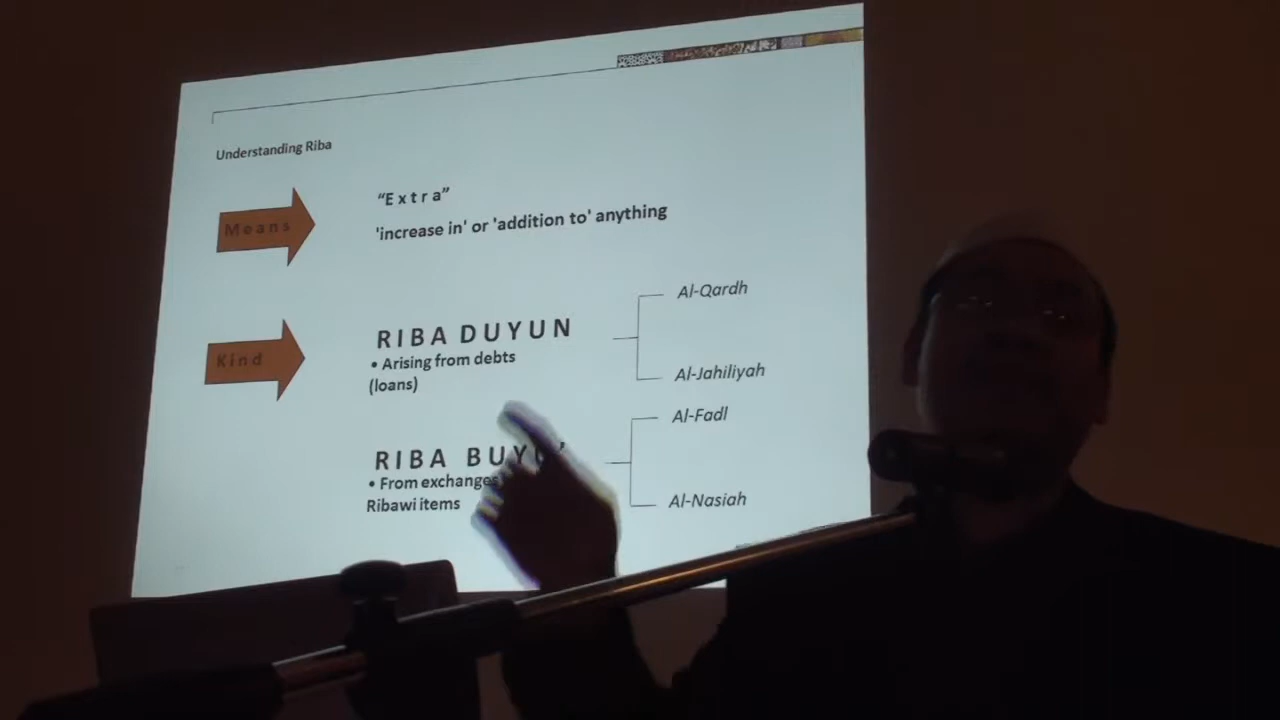 Understanding Riba
Means
"Extra"
'increase in' or 'addition to' anything
Kind
RIBA DUYUN
• Arising from debts
(loans)
Al-Qardh
Al-Jahiliyah
RIBA
• From exchanges
Ribawi items
Al-Fadl
Al-Nasiah